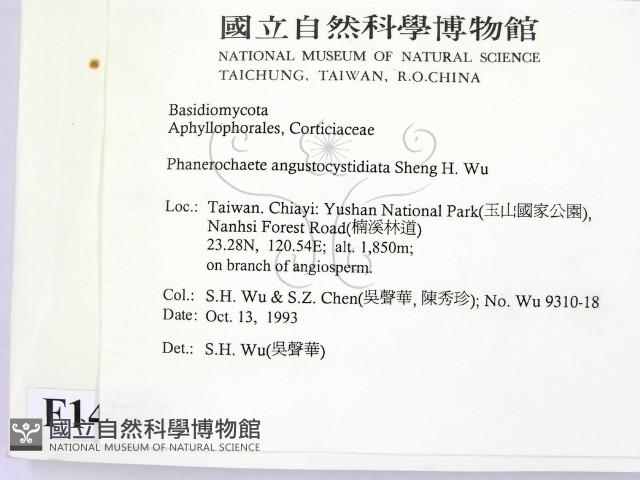 國立自然科學博物館
NATIONAL MUSEUM OF NATURAL SCIENCE
TAICHUNG, TAIWAN, R.O.CHINA
Basidiomycota
Aphyllophorales, Corticiaceae
Phanerochaete angustocystidiata Sheng H. Wu
Loc.: Taiwan. Chiayi: Yushan National Park(玉山國家公園),
Nanhsi Forest Road(楠溪林道)
23.28N, 120.54E; alt. 1,850m;
on branch of angiosperm.
Col.: S.H. Wu & S.Z. Chen(吳聲華, 陳秀珍); No. Wu 9310-18
Date: Oct. 13, 1993
Det.: S.H. Wu(吳聲華)
F14
國立自然科學博物館
NATIONAL MUSEUM OF NATURAL SCIENCE